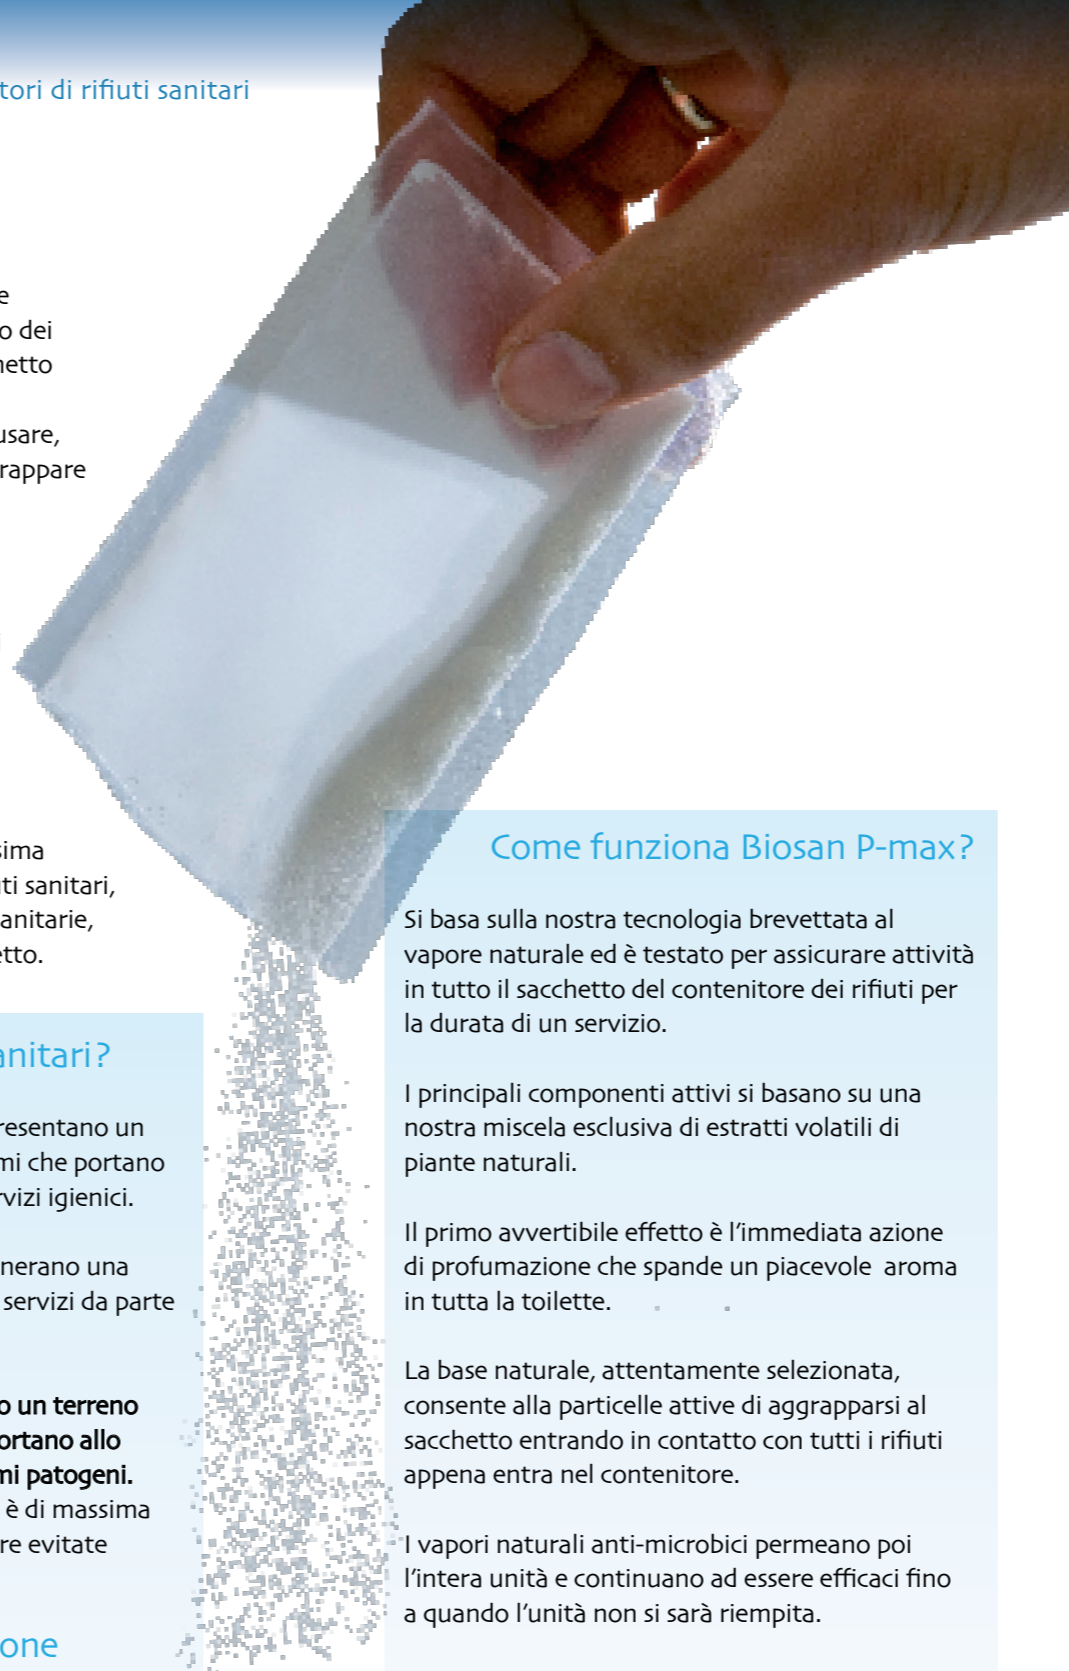 tori di rifiuti sanitari
e
o dei
netto
usare,
rappare
sima
uti sanitari,
anitarie,
etto.
anitari?
resentano un
mi che portano
rvizi igienici.
nerano una
servizi da parte
o un terreno
ortano allo
mi patogeni.
è di massima
re evitate
one
Come funziona Biosan P-max?
Si basa sulla nostra tecnologia brevettata al
vapore naturale ed è testato per assicurare attività
in tutto il sacchetto del contenitore dei rifiuti per
la durata di un servizio.
I principali componenti attivi si basano su una
nostra miscela esclusiva di estratti volatili di
piante naturali.
Il primo avvertibile effetto è l'immediata azione
di profumazione che spande un piacevole aroma
in tutta la toilette.
La base naturale, attentamente selezionata,
consente alla particelle attive di aggrapparsi al
sacchetto entrando in contatto con tutti i rifiuti
appena entra nel contenitore.
I vapori naturali anti-microbici permeano poi
l'intera unità e continuano ad essere efficaci fino
a quando l'unità non si sarà riempita.